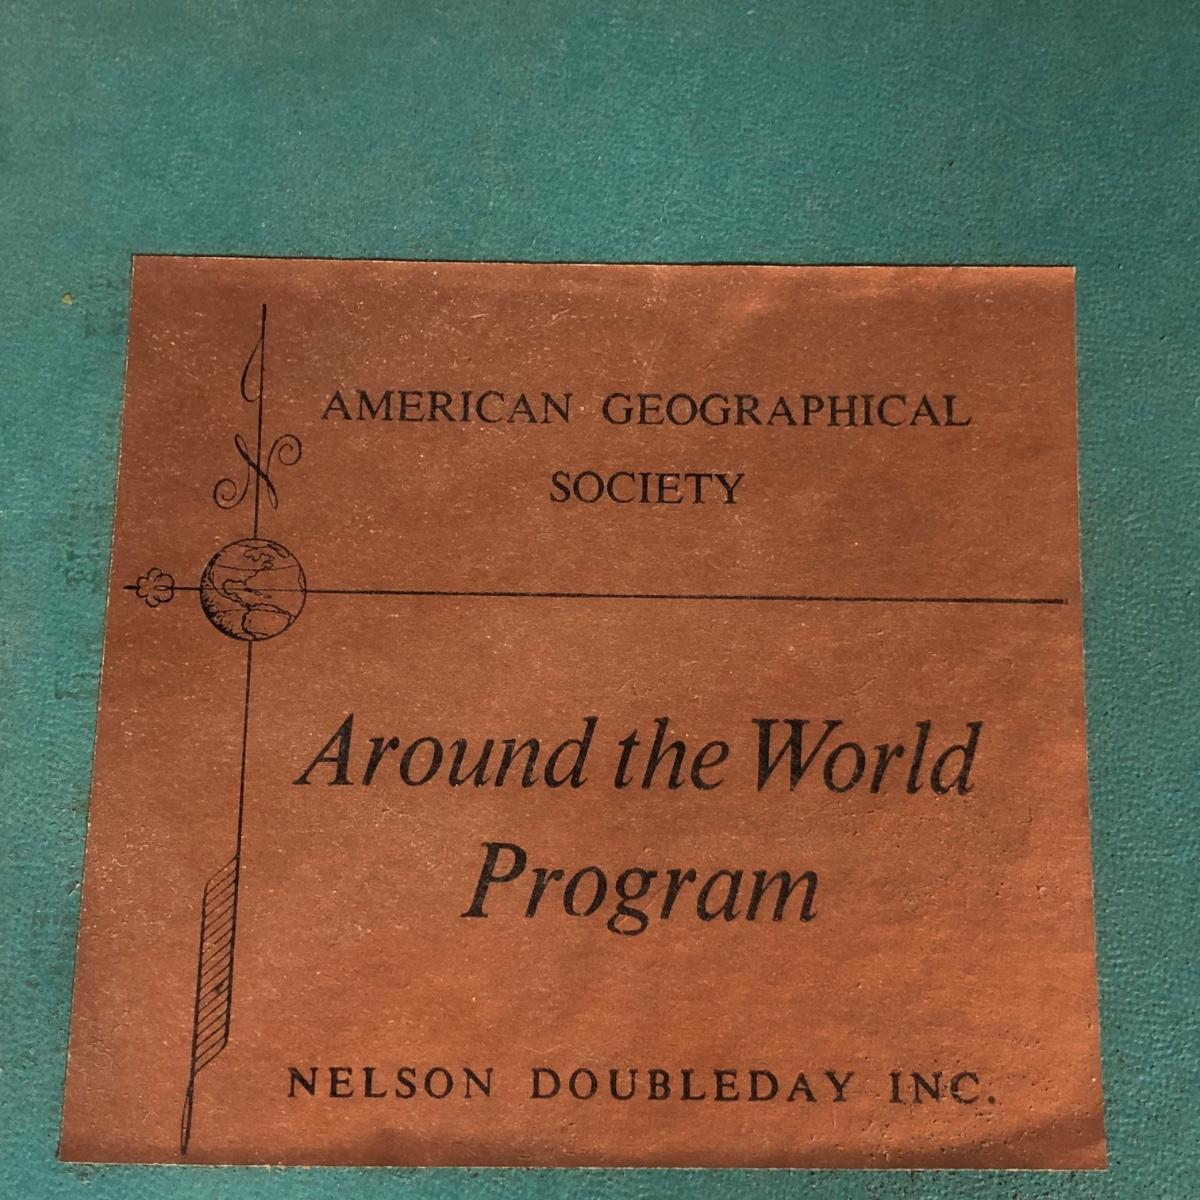 N
AMERICAN GEOGRAPHICAL
SOCIETY
Around the World
Program
NELSON DOUBLEDAY INC.